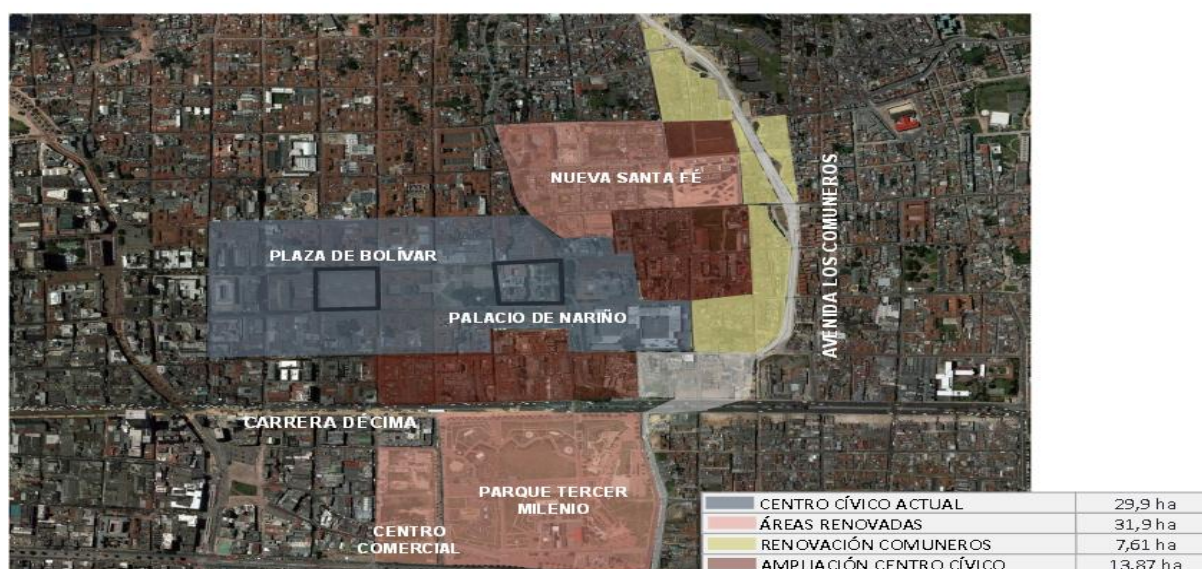 NUEVA SANTA FÉ
AVENIDA LOS COMUNEROS
PLAZA DE BOLÍVAR
PALACIO DE NARIÑO
CARRERA DÉCIMA
PARQUE TERCER
MILENIO
CENTRO
COMERCIAL
CENTRO CÍVICO ACTUAL 29,9 ha
ÁREAS RENOVADAS 31,9 ha
RENOVACIÓN COMUNEROS 7,61 ha
AMPLIACIÓN CENTRO CÍVICO 13,87 ha